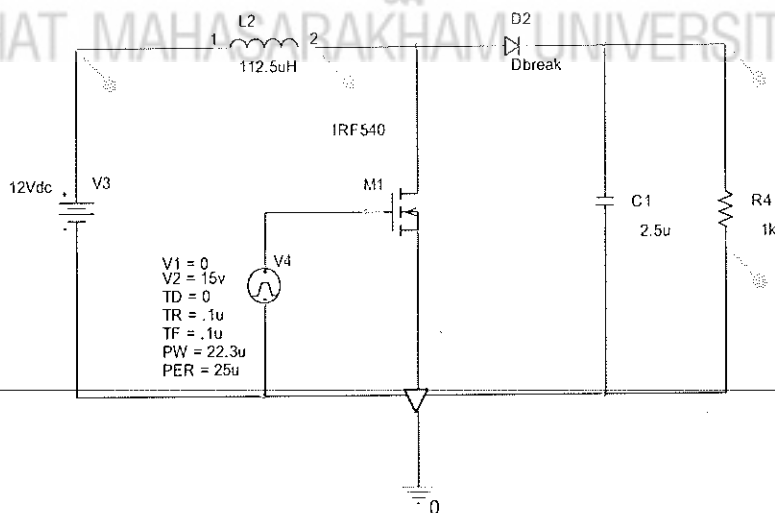 HAT MAHASARAKHAM UNIVERSIT
L2
1
2
112.5uH
D2
Dbreak
IRF540
M1
12Vdc
V3
V4
V1 = 0
V2 = 15v
TD = 0
TR = .1u
TF = .1u
PW = 22.3u
PER = 25u
C1
2.5u
R4
1k
0